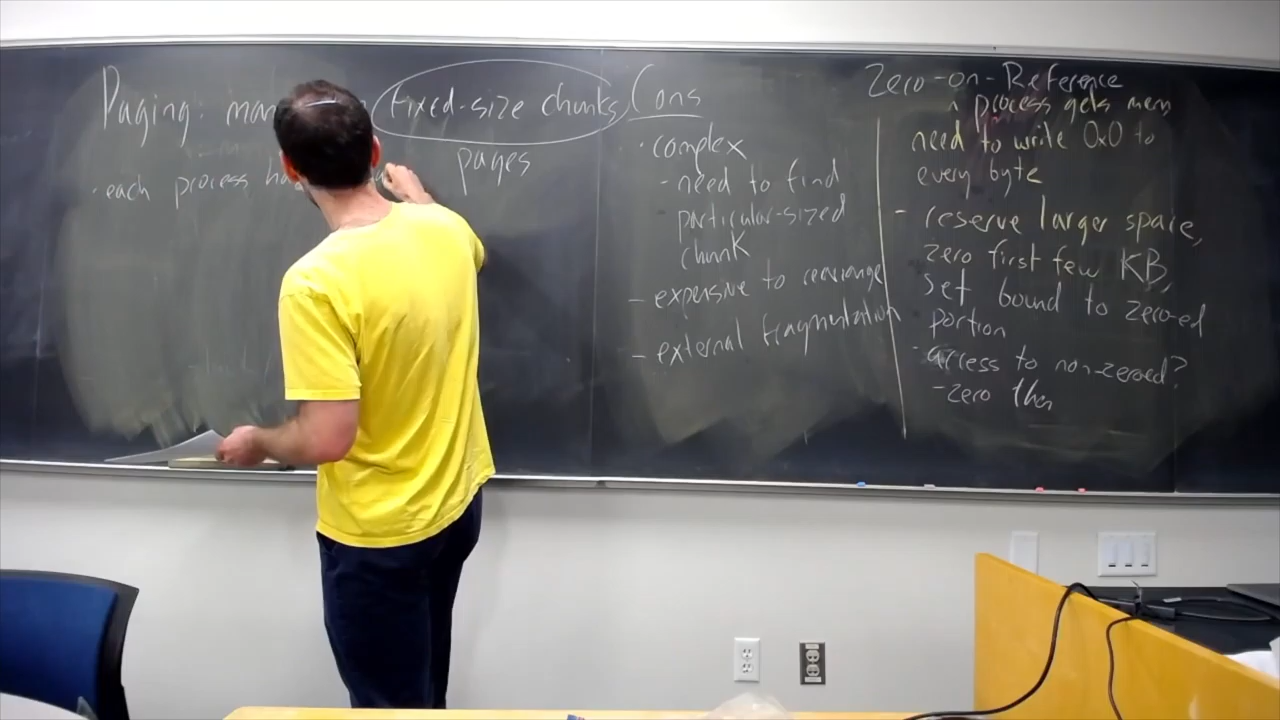 Paging: man fixed-size chunks
pages
· each process ha
Cons
· complex
- need to find
particular-sized
chunk
- expensive to rearrange
- external fragmentation
Zero-on-Reference
^ process gets mem
need to write 0x0 to
every byte
- reserve larger space,
zero first few KB,
set bound to zero-ed
portion
· access to non-zeroed?
- zero then